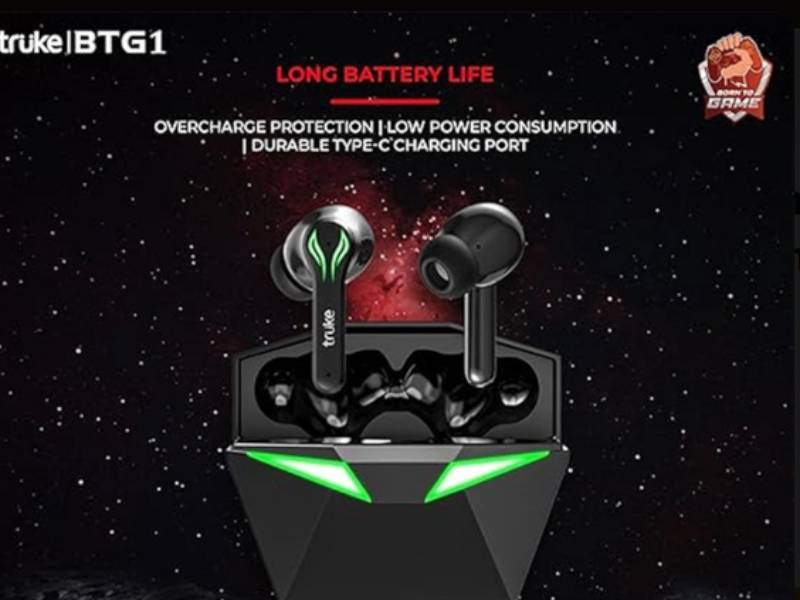 truke|BTG1
LONG BATTERY LIFE
OVERCHARGE PROTECTION | LOW POWER CONSUMPTION
| DURABLE TYPE-C CHARGING PORT
BORN TO
GAME
truke